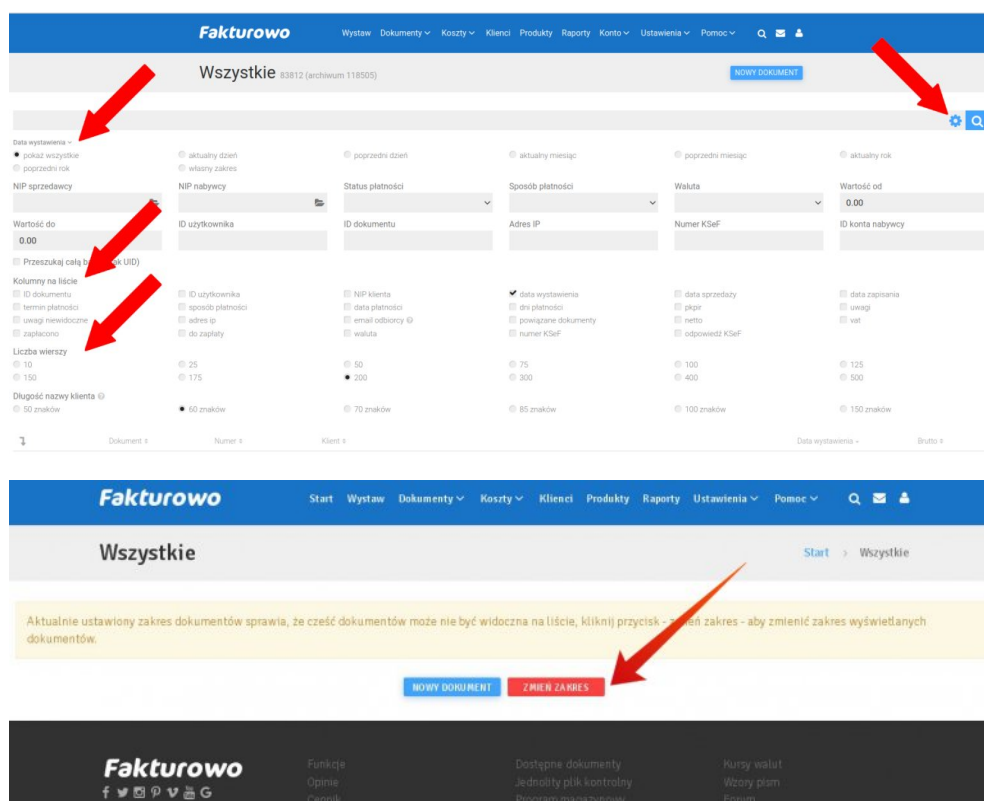 Fakturowo Wystaw Dokumenty Koszty Klienci Produkty Raporty Konto Ustawienia Pomoc
Wszystkie 83812 (archiwum 118505) NOWY DOKUMENT
Data wystawienia
pokaż wszystkie aktualny dzień poprzedni dzień aktualny miesiąc poprzedni miesiąc aktualny rok
poprzedni rok własny zakres
NIP sprzedawcy NIP nabywcy Status płatności Sposób płatności Waluta Wartość od
0.00
Wartość do ID użytkownika ID dokumentu Adres IP Numer KSeF ID konta nabywcy
0.00
Przeszukaj całą UID)
Kolumny na liście
ID dokumentu ID użytkownika NIP klienta data wystawienia data sprzedaży data zapisania
termin płatności sposób płatności data płatności dni płatności pkpir uwagi
uwagi niewidoczne adres ip email odbiorcy powiązane dokumenty netto vat
zapłacono do zapłaty waluta numer KSeF odpowiedź KSeF
Liczba wierszy
10 25 50 75 100 125
150 175 200 300 400 500
Długość nazwy klienta
50 znaków 60 znaków 70 znaków 85 znaków 100 znaków 150 znaków
Dokument Numer Klient Data wystawienia Brutto
Fakturowo Start Wystaw Dokumenty Koszty Klienci Produkty Raporty Ustawienia Pomoc
Wszystkie Start > Wszystkie
Aktualnie ustawiony zakres dokumentów sprawia, że cześć dokumentów może nie być widoczna na liście, kliknij przycisk - zmień zakres - aby zmienić zakres wyświetlanych
dokumentów.
NOWY DOKUMENT ZMIEŃ ZAKRES
Fakturowo Funkcje Dostępne dokumenty Kursy walut
Opinie Jednolity plik kontrolny Wzory pism
Cennik Program magazynowy Forum